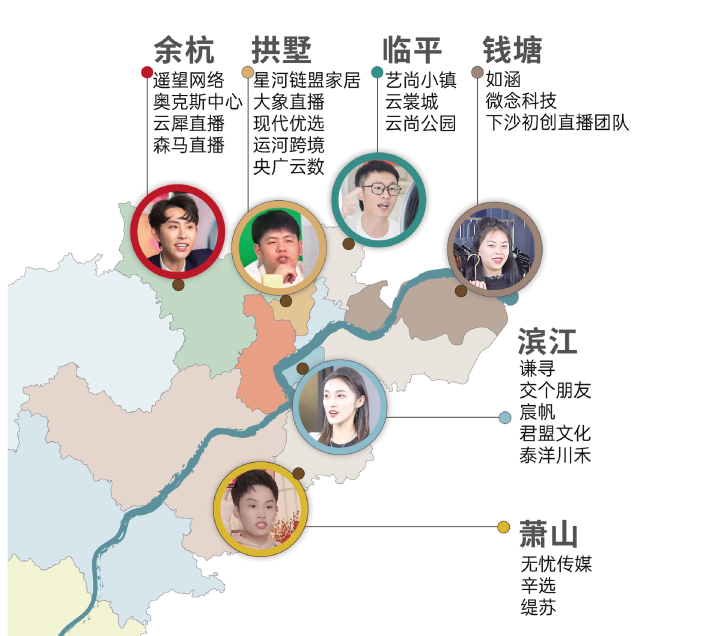 余杭
遥望网络
奥克斯中心
云犀直播
森马直播
拱墅
星河链盟家居
大象直播
现代优选
运河跨境
央广云数
临平
艺尚小镇
云裳城
云尚公园
钱塘
如涵
微念科技
下沙初创直播团队
滨江
谦寻
交个朋友
宸帆
君盟文化
泰洋川禾
萧山
无忧传媒
辛选
缇苏